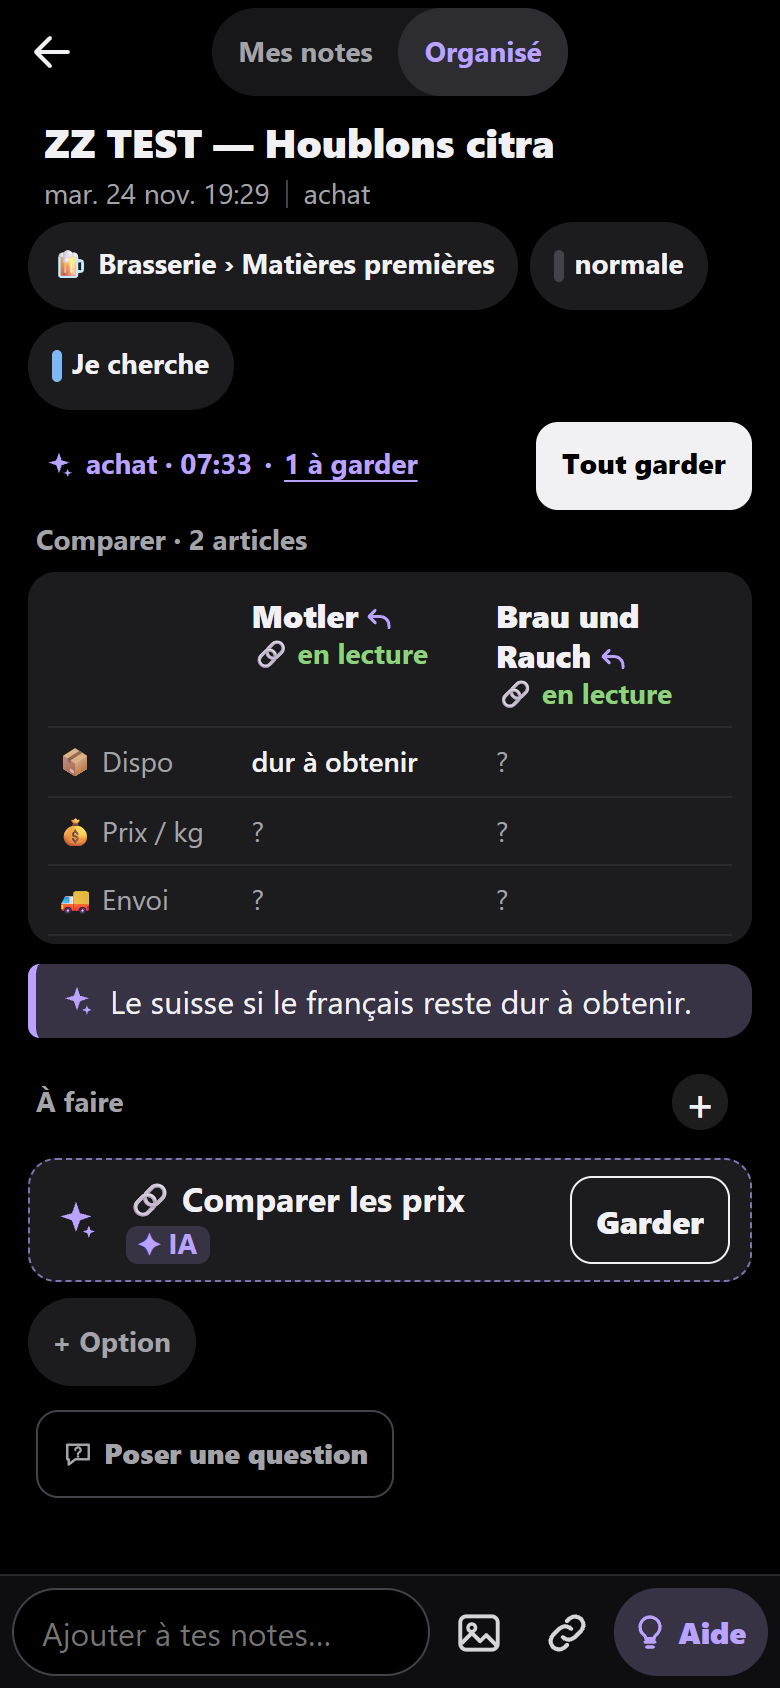 Mes notes
Organisé
ZZ TEST — Houblons citra
mar. 24 nov. 19:29 | achat
Brasserie › Matières premières
normale
Je cherche
achat · 07:33 · 1 à garder
Tout garder
Comparer · 2 articles
Motler
en lecture
Brau und
Rauch
en lecture
Dispo
dur à obtenir
?
Prix / kg
?
?
Envoi
?
?
Le suisse si le français reste dur à obtenir.
À faire
+
Comparer les prix
IA
Garder
+ Option
Poser une question
Ajouter à tes notes...
Aide